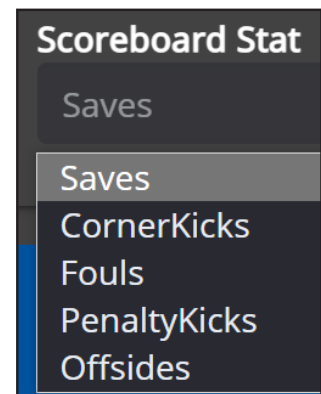 Scoreboard Stat
Saves
Saves
CornerKicks
Fouls
PenaltyKicks
Offsides